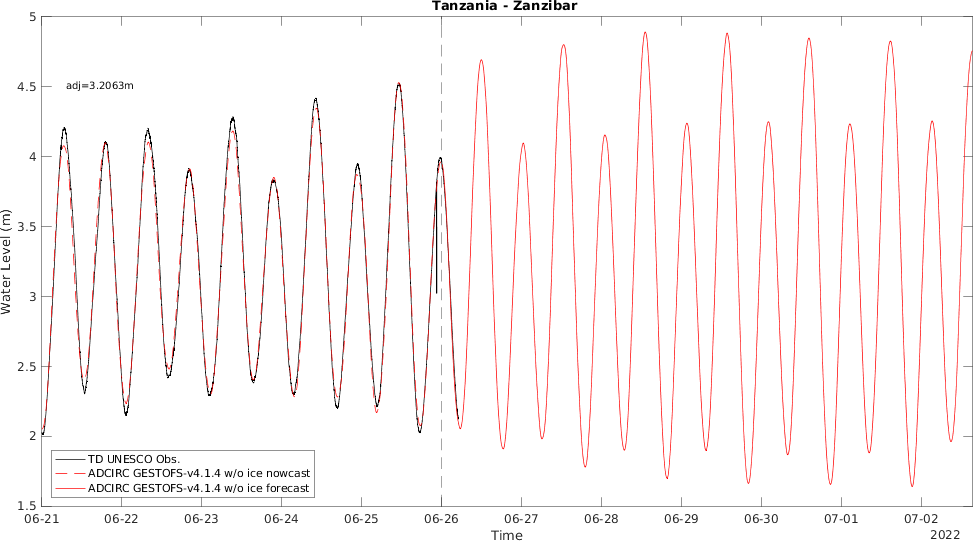 Tanzania - Zanzibar
5
4.5
4
3.5
3
2.5
2
1.5
Water Level (m)
adj=3.2063m
TD UNESCO Obs.
ADCIRC GESTOFS-v4.1.4 w/o ice nowcast
ADCIRC GESTOFS-v4.1.4 w/o ice forecast
06-21 06-22 06-23 06-24 06-25 06-26 06-27 06-28 06-29 06-30 07-01 07-02
Time
2022